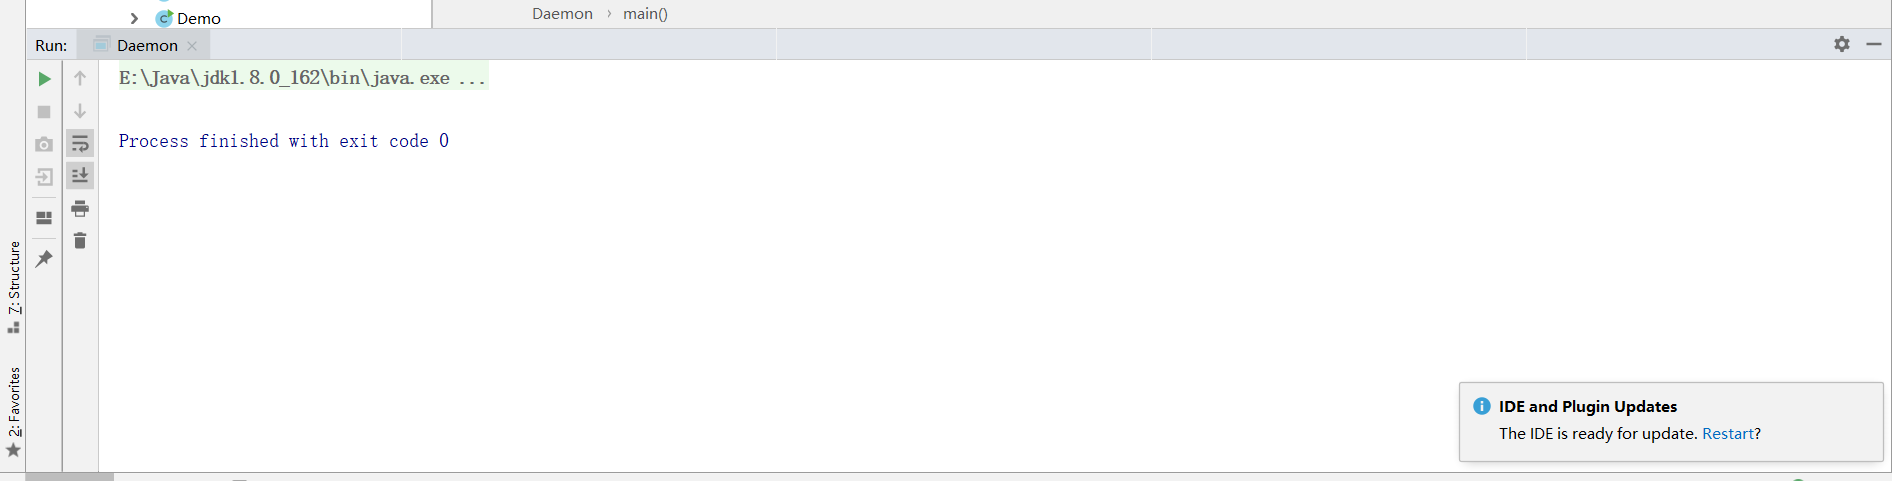 Demo
Daemon › main()
Run: Daemon
E:\Java\jdk1.8.0_162\bin\java.exe ...
Process finished with exit code 0
7: Structure
2: Favorites
IDE and Plugin Updates
The IDE is ready for update. Restart?